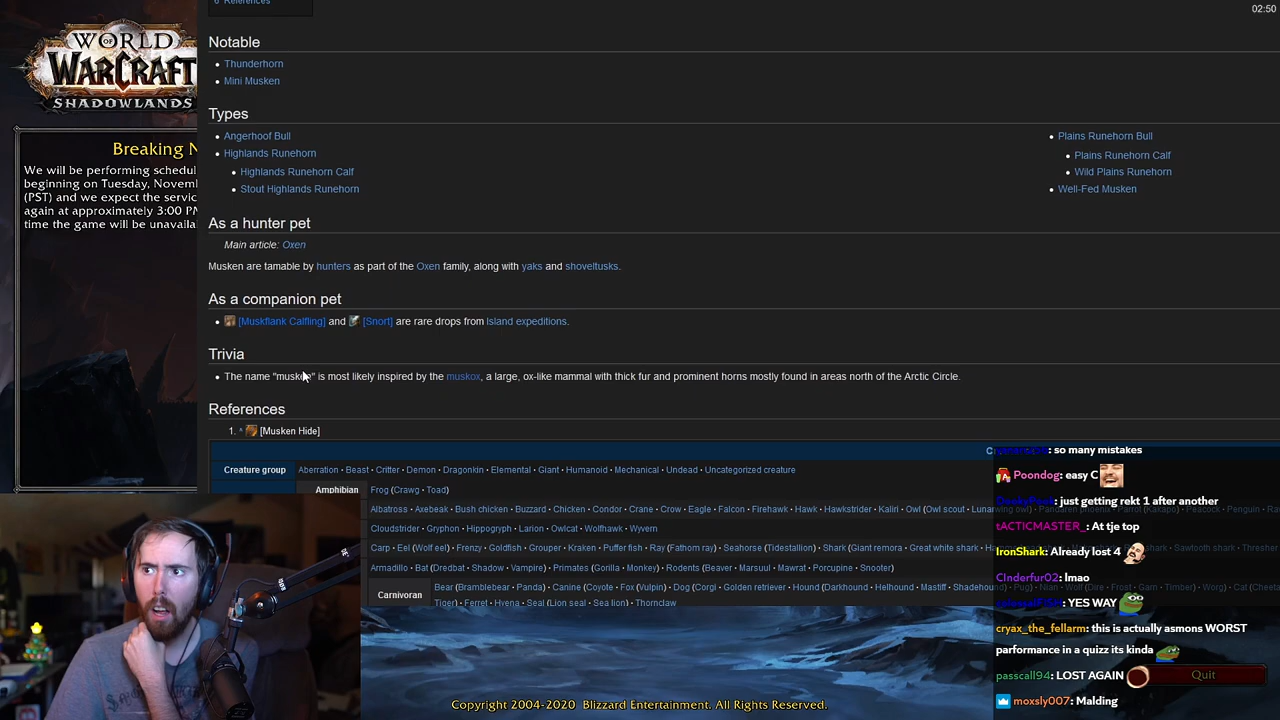 6 References
02:50
WORLD
OF
WARCRAFT
SHADOWLANDS
Breaking N
We will be performing schedul
beginning on Tuesday, Novem
(PST) and we expect the servic
again at approximately 3:00 P
time the game will be unavaila
Notable
Thunderhorn
Mini Musken
Types
Angerhoof Bull
Highlands Runehorn
Highlands Runehorn Calf
Stout Highlands Runehorn
Plains Runehorn Bull
Plains Runehorn Calf
Wild Plains Runehorn
Well-Fed Musken
As a hunter pet
Main article: Oxen
Musken are tamable by hunters as part of the Oxen family, along with yaks and shoveltusks.
As a companion pet
[Muskflank Calfling] and [Snort] are rare drops from Island expeditions.
Trivia
The name "musken" is most likely inspired by the muskox, a large, ox-like mammal with thick fur and prominent horns mostly found in areas north of the Arctic Circle.
References
1. ^ [Musken Hide]
Creature group Aberration • Beast • Critter • Demon • Dragonkin • Elemental • Giant • Humanoid • Mechanical • Undead • Uncategorized creature
Amphibian Frog (Crawg • Toad)
Albatross • Axebeak • Bush chicken • Buzzard • Chicken • Condor • Crane • Crow • Eagle • Falcon • Firehawk • Hawk • Hawkstrider • Kaliri • Owl (Owl scout •
Cloudstrider • Gryphon • Hippogryph • Larion • Owlcat • Wolfhawk • Wyvern
Carp • Eel (Wolf eel) • Frenzy • Goldfish • Grouper • Kraken • Puffer fish • Ray (Fathom ray) • Seahorse (Tidestallion) • Shark (Giant remora • Great white shark •
Armadillo • Bat (Dredbat • Shadow • Vampire) • Primates (Gorilla • Monkey) • Rodents (Beaver • Marsuul • Mawrat • Porcupine • Snooter)
Carnivoran Bear (Bramblebear • Panda) • Canine (Coyote • Fox (Vulpin) • Dog (Corgi • Golden retriever • Hound (Darkhound • Helhound • Mastiff • Shadehound
Tiger) • Ferret • Hyena • Seal (Lion seal • Sea lion) • Thornclaw
: so many mistakes
Poondog: easy C
: just getting rekt 1 after another
tACTICMASTER_: At tje top
IronShark: Already lost 4
CInderfur02: lmao
: YES WAY
cryax_the_fellarm: this is actually asmons WORST
parformance in a quizz its kinda
passcall94: LOST AGAIN
Quit
moxsly007: Malding
Copyright 2004-2020 Blizzard Entertainment. All Rights Reserved.